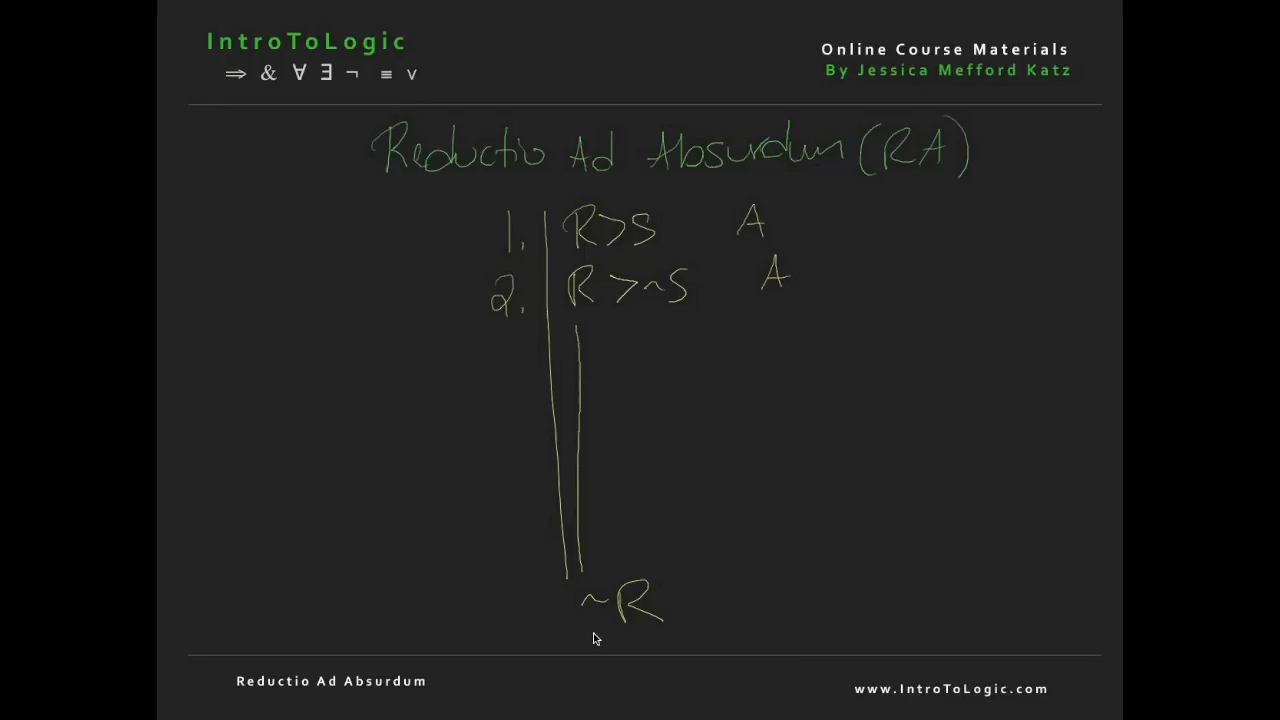 IntroToLogic
⇒ & ∀ ∃ ¬ ≡ v
Online Course Materials
By Jessica Mefford Katz
Reductio Ad Absurdum (RA)
1. R>S A
2. R>~S A
~R
Reductio Ad Absurdum
www.IntroToLogic.com